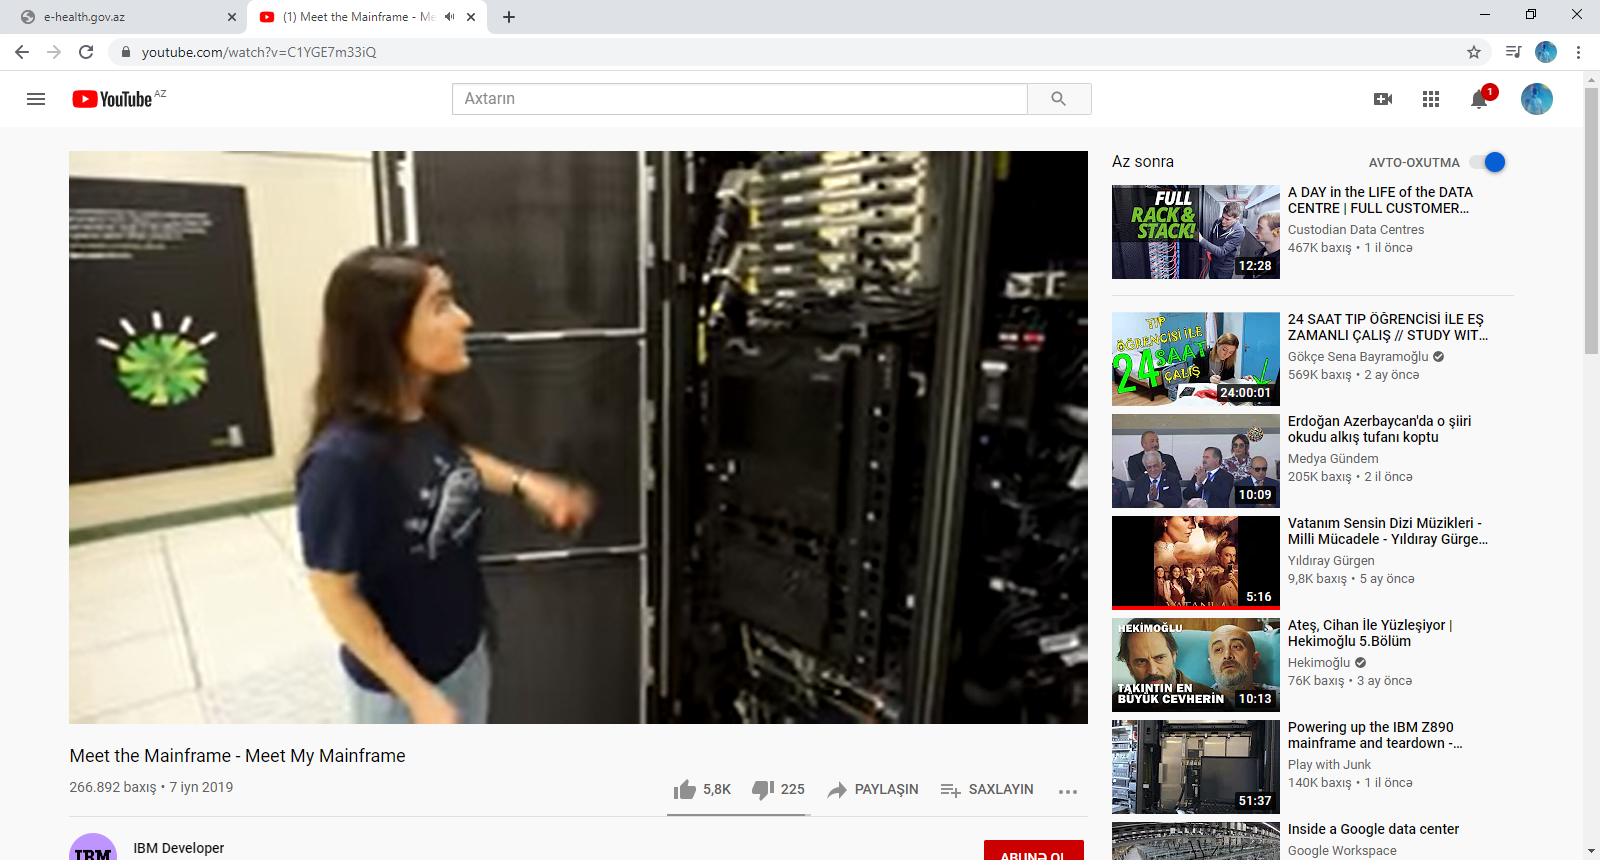 e-health.gov.az
(1) Meet the Mainframe - Me
youtube.com/watch?v=C1YGE7m33iQ
YouTube AZ
Axtarın
1
Meet the Mainframe - Meet My Mainframe
266.892 baxış • 7 iyn 2019
5,8K
225
PAYLAŞIN
SAXLAYIN
IBM
IBM Developer
ABUNƏ OL
Az sonra
AVTO-OXUTMA
FULL
RACK &
STACK!
12:28
A DAY in the LIFE of the DATA
CENTRE | FULL CUSTOMER...
Custodian Data Centres
467K baxış • 1 il öncə
TIP
ÖĞRENCİSİ İLE
24 SAAT
ÇALIŞ
24:00:01
24 SAAT TIP ÖĞRENCİSİ İLE EŞ
ZAMANLI ÇALIŞ // STUDY WIT...
Gökçe Sena Bayramoğlu
569K baxış • 2 ay öncə
10:09
Erdoğan Azerbaycan'da o şiiri
okudu alkış tufanı koptu
Medya Gündem
205K baxış • 2 il öncə
VATANIM
5:16
Vatanım Sensin Dizi Müzikleri -
Milli Mücadele - Yıldıray Gürge...
Yıldıray Gürgen
9,8K baxış • 5 ay öncə
HEKİMOĞLU
TAKINTIN EN
BÜYÜK CEVHERİN
10:13
Ateş, Cihan İle Yüzleşiyor |
Hekimoğlu 5.Bölüm
Hekimoğlu
76K baxış • 3 ay öncə
51:37
Powering up the IBM Z890
mainframe and teardown -...
Play with Junk
140K baxış • 1 il öncə
Inside a Google data center
Google Workspace